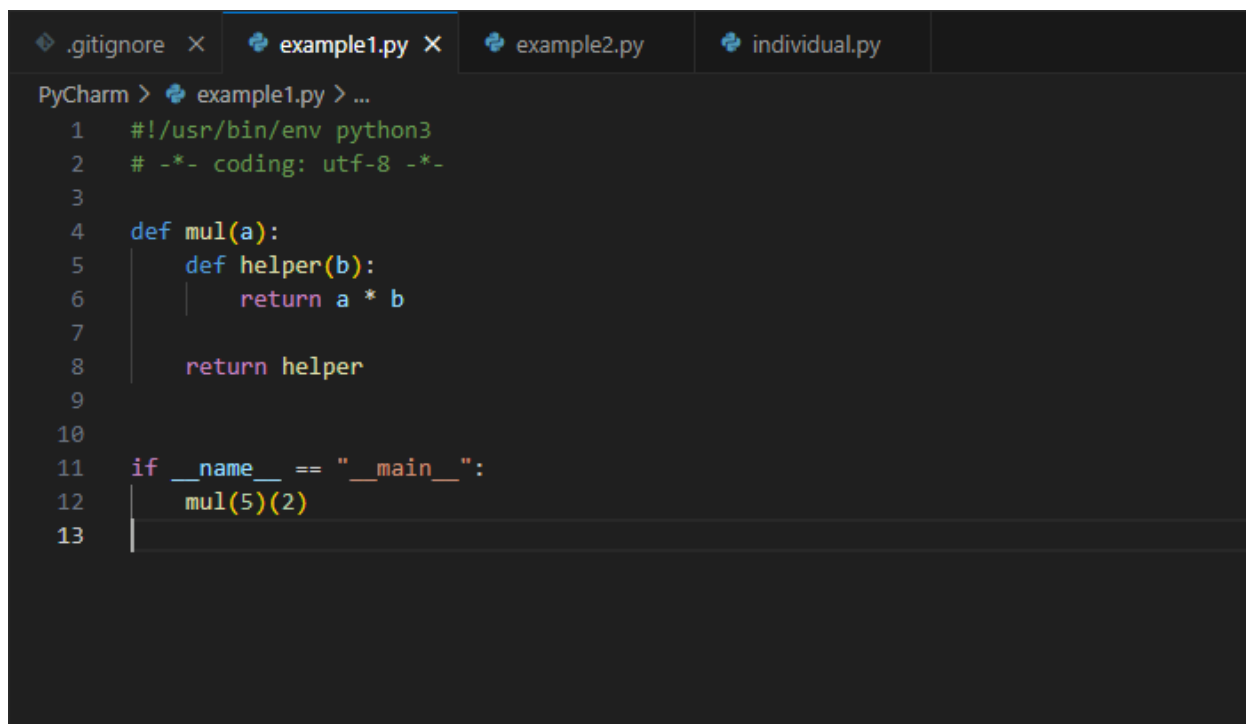 .gitignore example1.py example2.py individual.py
PyCharm > example1.py > ...
1 #!/usr/bin/env python3
2 # -*- coding: utf-8 -*-
3
4 def mul(a):
5     def helper(b):
6         return a * b
7
8     return helper
9
10
11 if __name__ == "__main__":
12     mul(5)(2)
13